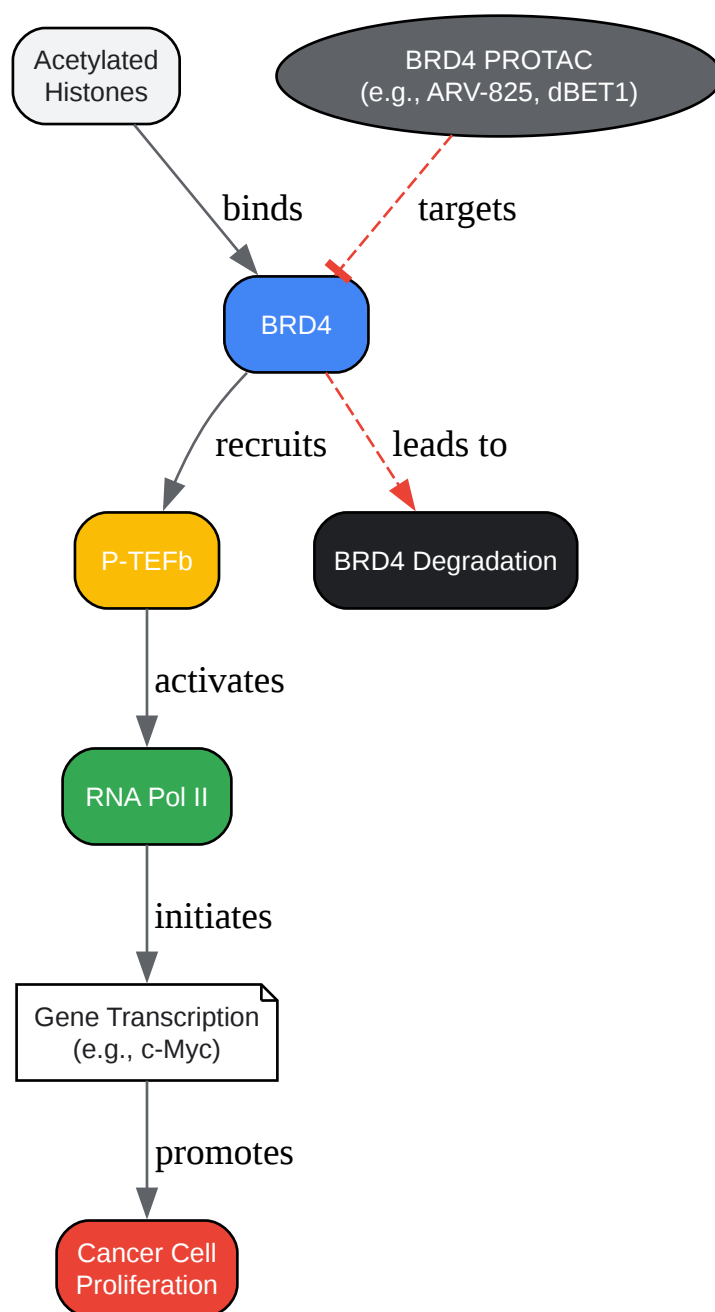 Acetylated
Histones
BRD4 PROTAC
(e.g., ARV-825, dBET1)
binds
targets
BRD4
recruits
leads to
P-TEFb
BRD4 Degradation
activates
RNA Pol II
initiates
Gene Transcription
(e.g., c-Myc)
promotes
Cancer Cell
Proliferation